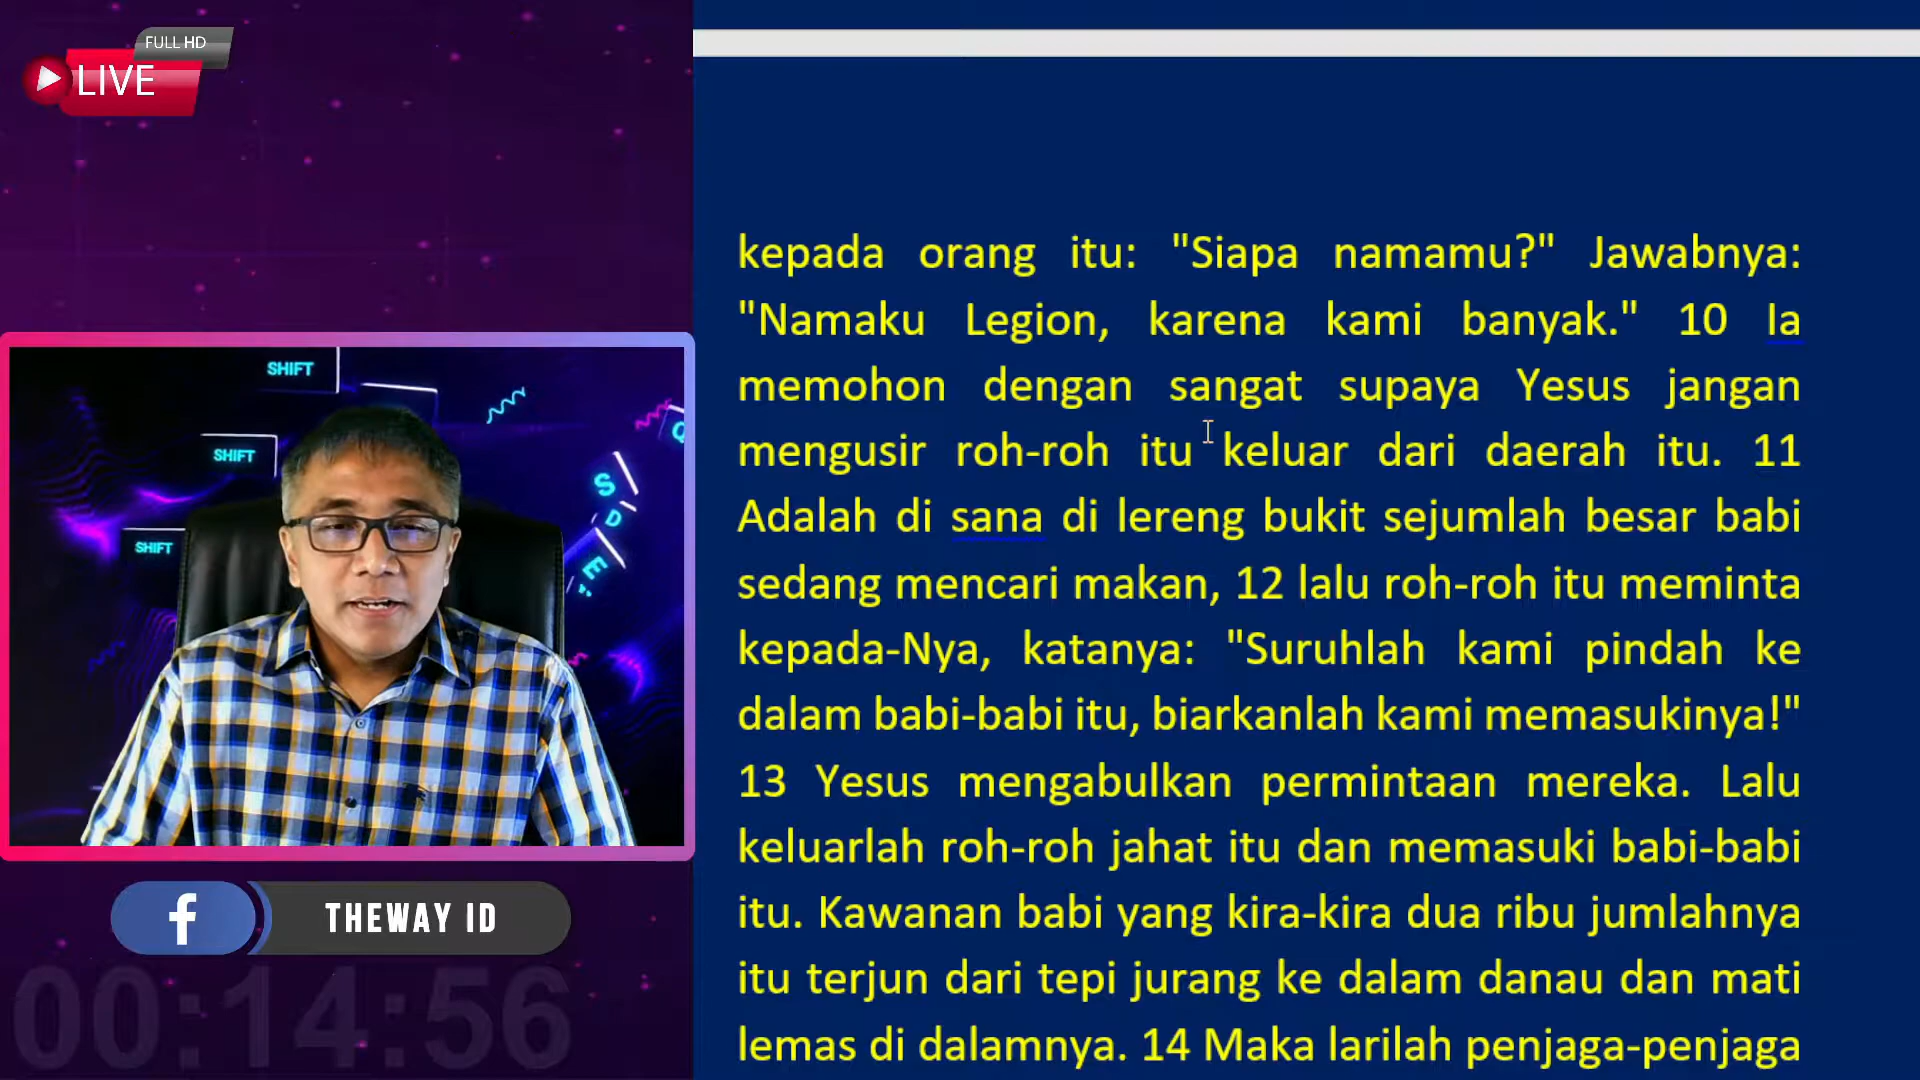 FULL HD
LIVE
SHIFT
SHIFT
SHIFT
Q
S
D
E
f
THEWAY ID
00:14:56
kepada orang itu: "Siapa namamu?" Jawabnya:
"Namaku Legion, karena kami banyak." 10 Ia
memohon dengan sangat supaya Yesus jangan
mengusir roh-roh itu keluar dari daerah itu. 11
Adalah di sana di lereng bukit sejumlah besar babi
sedang mencari makan, 12 lalu roh-roh itu meminta
kepada-Nya, katanya: "Suruhlah kami pindah ke
dalam babi-babi itu, biarkanlah kami memasukinya!"
13 Yesus mengabulkan permintaan mereka. Lalu
keluarlah roh-roh jahat itu dan memasuki babi-babi
itu. Kawanan babi yang kira-kira dua ribu jumlahnya
itu terjun dari tepi jurang ke dalam danau dan mati
lemas di dalamnya. 14 Maka larilah penjaga-penjaga